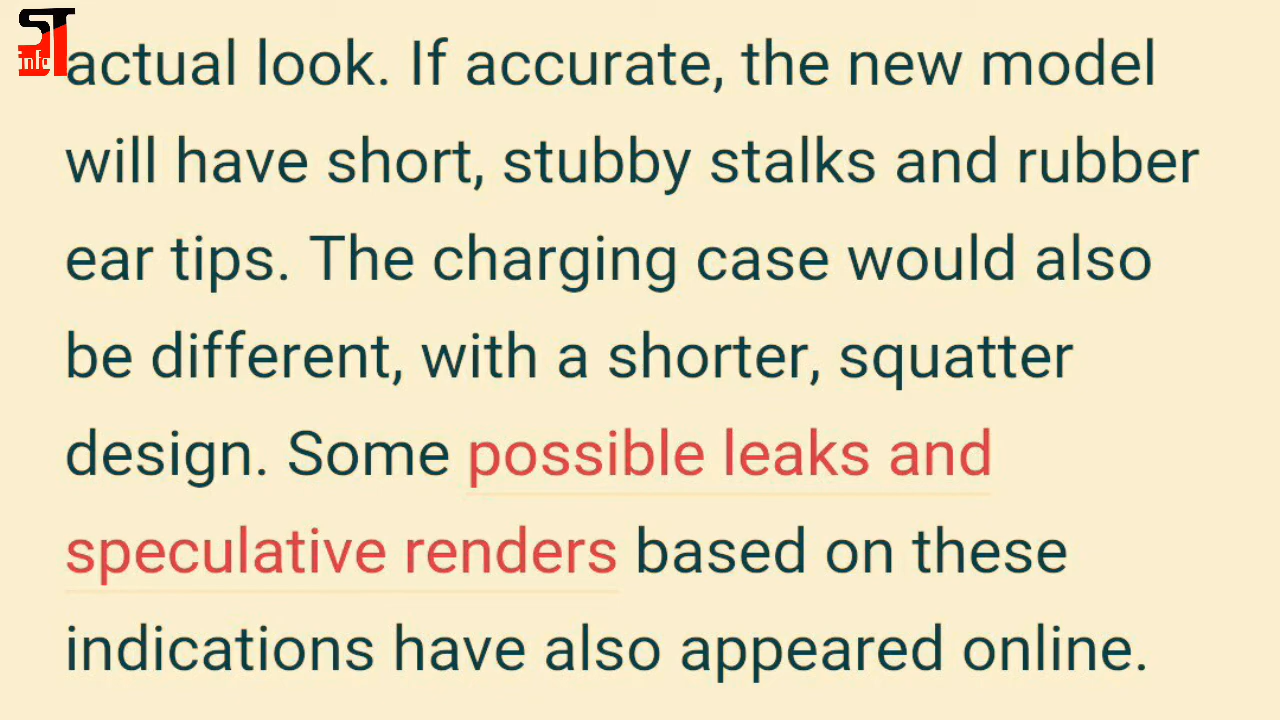 ST
info
actual look. If accurate, the new model
will have short, stubby stalks and rubber
ear tips. The charging case would also
be different, with a shorter, squatter
design. Some possible leaks and
speculative renders based on these
indications have also appeared online.